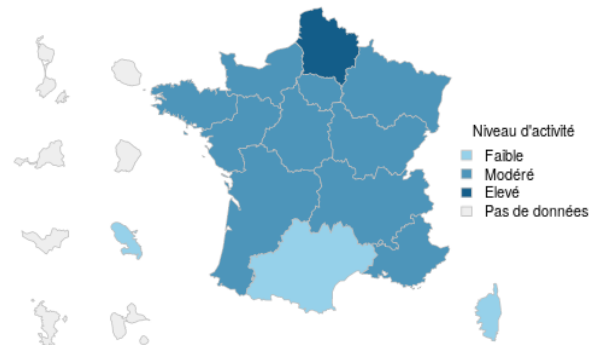 Niveau d'activité
Faible
Modéré
Elevé
Pas de données